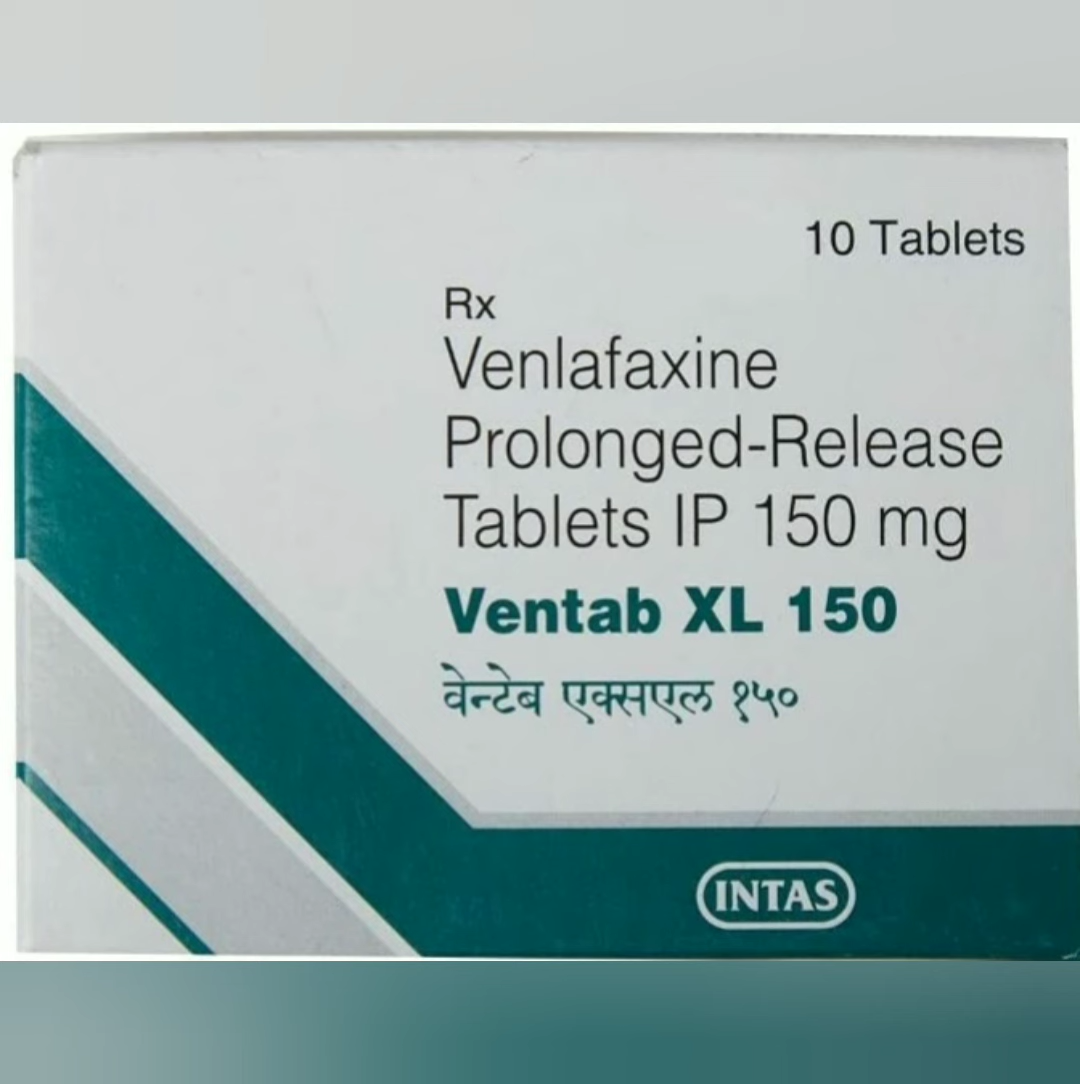 10 Tablets
Rx
Venlafaxine
Prolonged-Release
Tablets IP 150 mg
Ventab XL 150
वेन्टेब एक्सएल १५०
INTAS